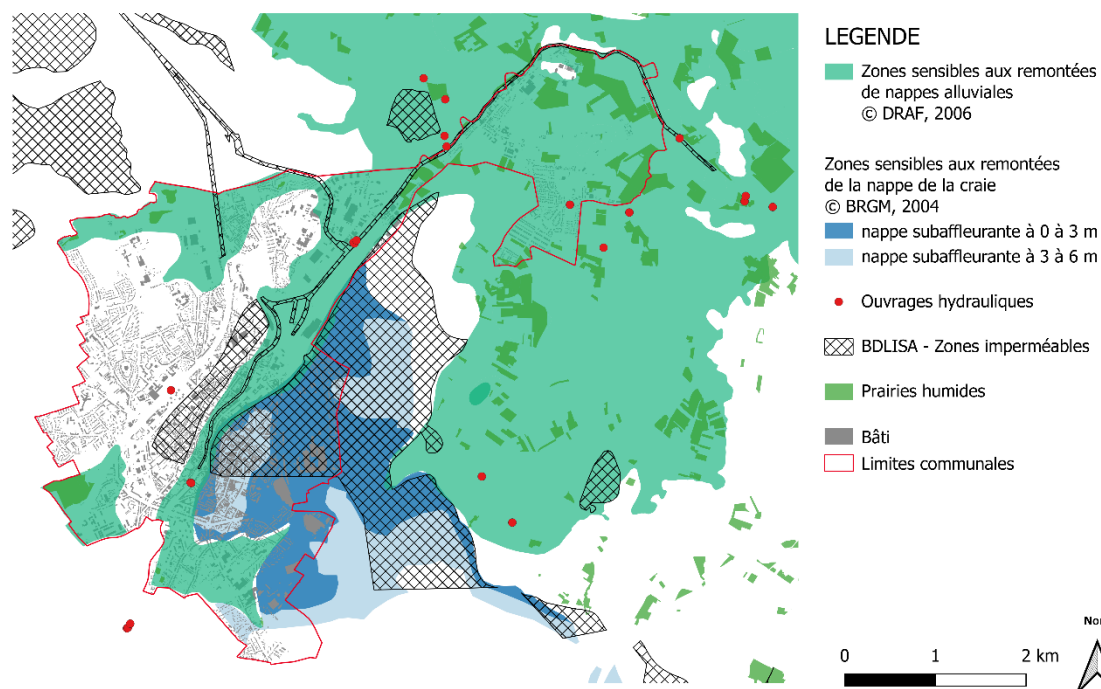 LEGENDE
Zones sensibles aux remontées
de nappes alluviales
© DRAF, 2006
Zones sensibles aux remontées
de la nappe de la craie
© BRGM, 2004
nappe subaffleurante à 0 à 3 m
nappe subaffleurante à 3 à 6 m
Ouvrages hydrauliques
BDLISA - Zones imperméables
Prairies humides
Bâti
Limites communales
No
0 1 2 km